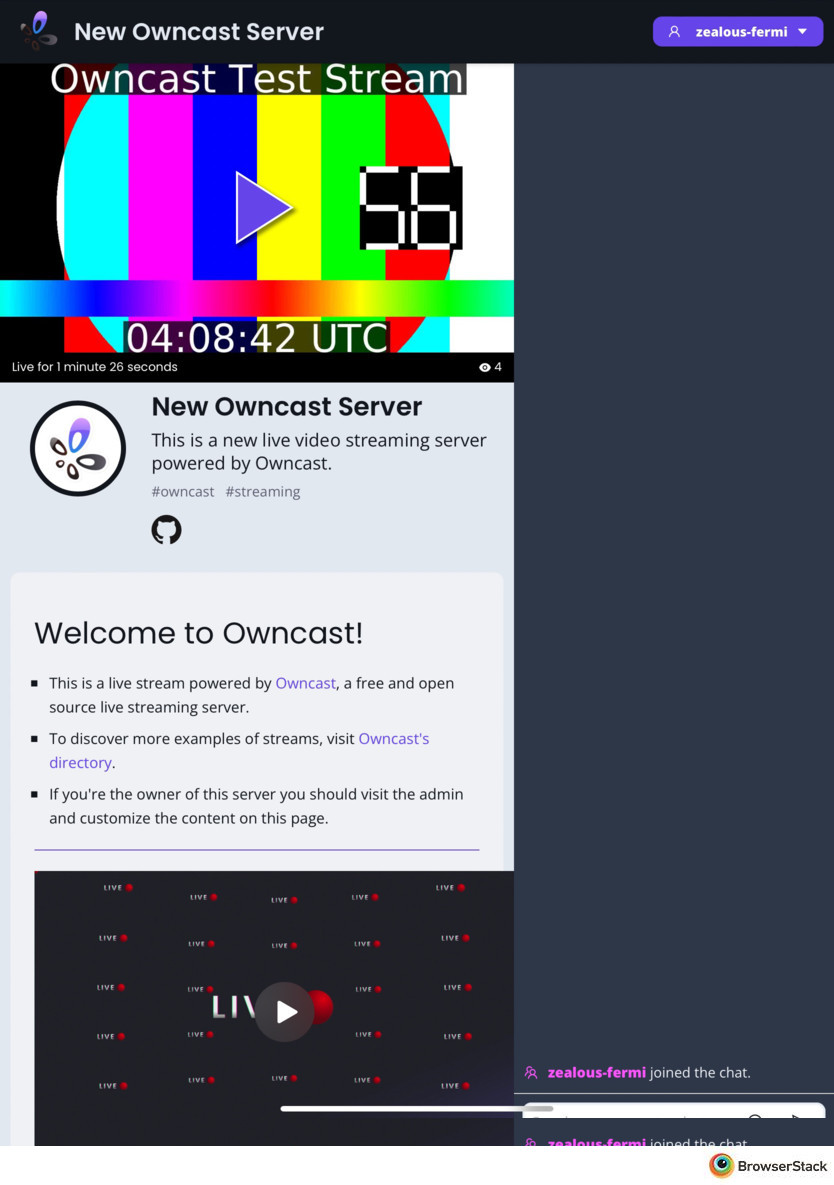 New Owncast Server
zealous-fermi
Owncast Test Stream
56
04:08:42 UTC
Live for 1 minute 26 seconds
4
New Owncast Server
This is a new live video streaming server
powered by Owncast.
#owncast #streaming
Welcome to Owncast!
This is a live stream powered by Owncast, a free and open
source live streaming server.
To discover more examples of streams, visit Owncast's
directory.
If you're the owner of this server you should visit the admin
and customize the content on this page.
LIVE LIVE LIVE LIVE LIVE
LIVE LIVE LIVE LIVE LIVE
LIVE LIVE LIVE LIVE
LIV
LIVE LIVE LIVE LIVE
LIVE LIVE LIVE LIVE LIVE
zealous-fermi joined the chat.
zealous-fermi joined the chat
BrowserStack